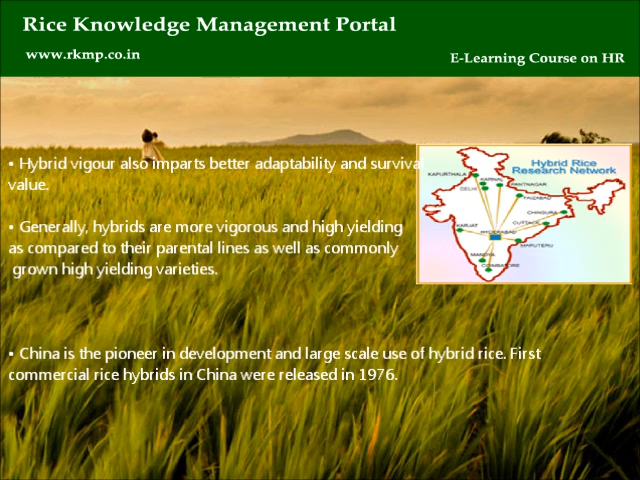 Rice Knowledge Management Portal
www.rkmp.co.in
E-Learning Course on HR
• Hybrid vigour also imparts better adaptability and survival
value.
• Generally, hybrids are more vigorous and high yielding
as compared to their parental lines as well as commonly
grown high yielding varieties.
Hybrid Rice
Research Network
KAPURTHALA
KARNAL
DELHI
PANTNAGAR
FAIZABAD
CHINSURA
CUTTACK
KARJAT
HYDERABAD
MARUTERU
MANDYA
COIMBATORE
• China is the pioneer in development and large scale use of hybrid rice. First
commercial rice hybrids in China were released in 1976.